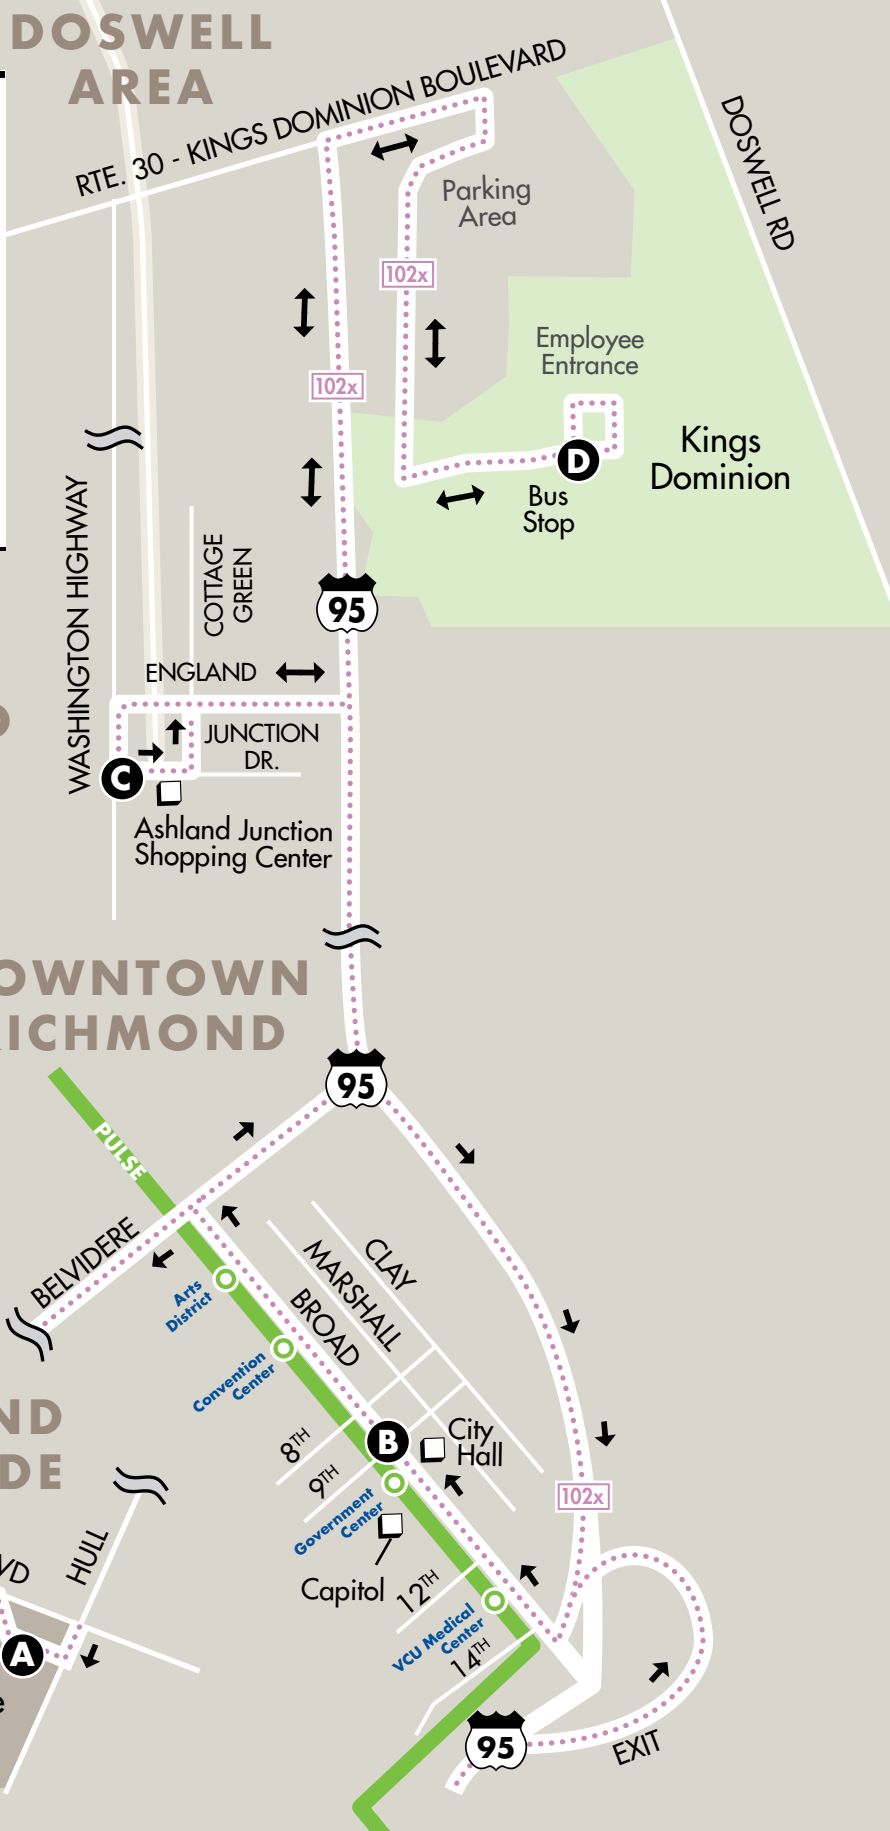 DOSWELL
AREA
RTE. 30 - KINGS DOMINION BOULEVARD
DOSWELL RD
Parking
Area
102x
Employee
Entrance
102x
Kings
Dominion
D
Bus
Stop
WASHINGTON HIGHWAY
COTTAGE
GREEN
95
ENGLAND
JUNCTION
DR.
C
Ashland Junction
Shopping Center
OWNTOWN
ICHMOND
95
PULSE
BELVIDERE
CLAY
MARSHALL
BROAD
Arts
District
Convention
Center
8TH
9TH
B
City
Hall
Government
Center
Capitol
12TH
VCU Medical
Center
14TH
102x
ND
DE
VD
HULL
A
e
95
EXIT